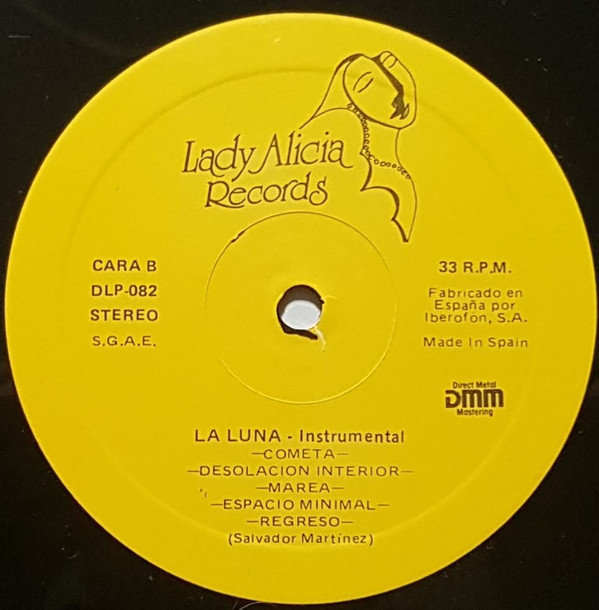 Lady Alicia
Records
CARA B
DLP-082
STEREO
S.G.A.E.
33 R.P.M.
Fabricado en
España por
Iberofón, S.A.
Made In Spain
Direct Metal
DMM
Mastering
LA LUNA - Instrumental
—COMETA—
—DESOLACION INTERIOR—
—MAREA—
—ESPACIO MINIMAL—
—REGRESO—
(Salvador Martínez)